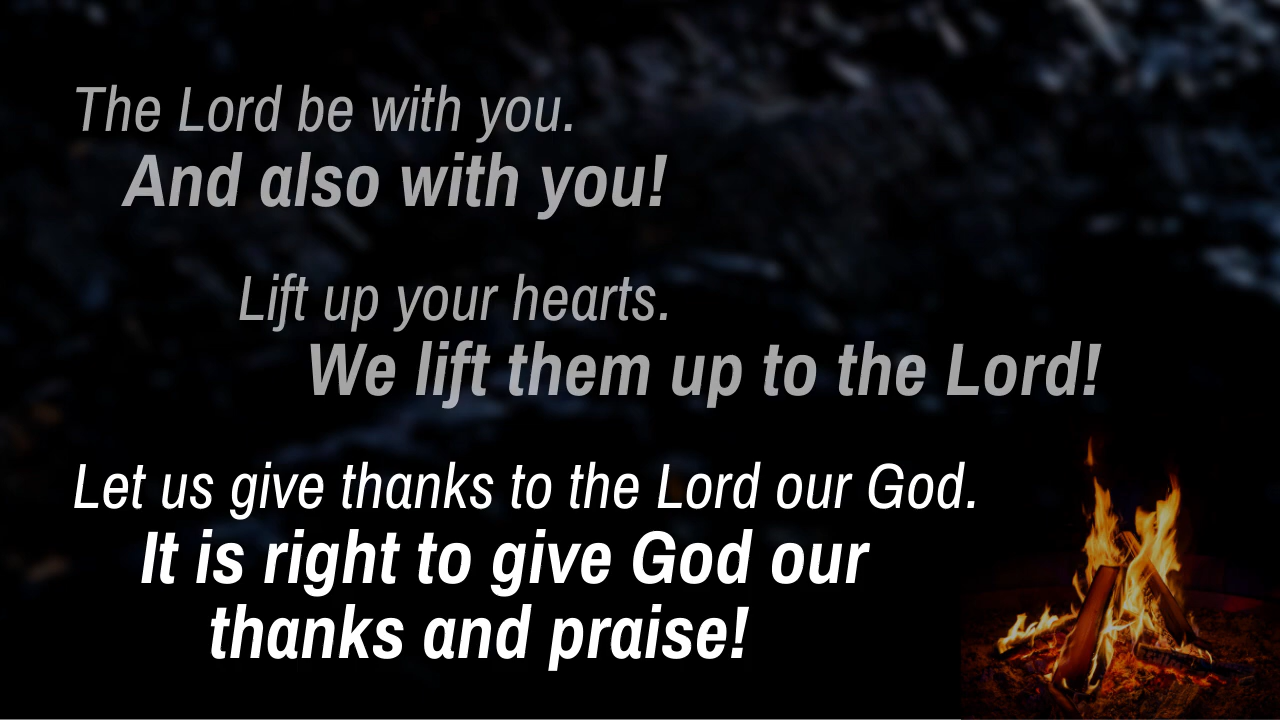 The Lord be with you.
And also with you!
Lift up your hearts.
We lift them up to the Lord!
Let us give thanks to the Lord our God.
It is right to give God our
thanks and praise!